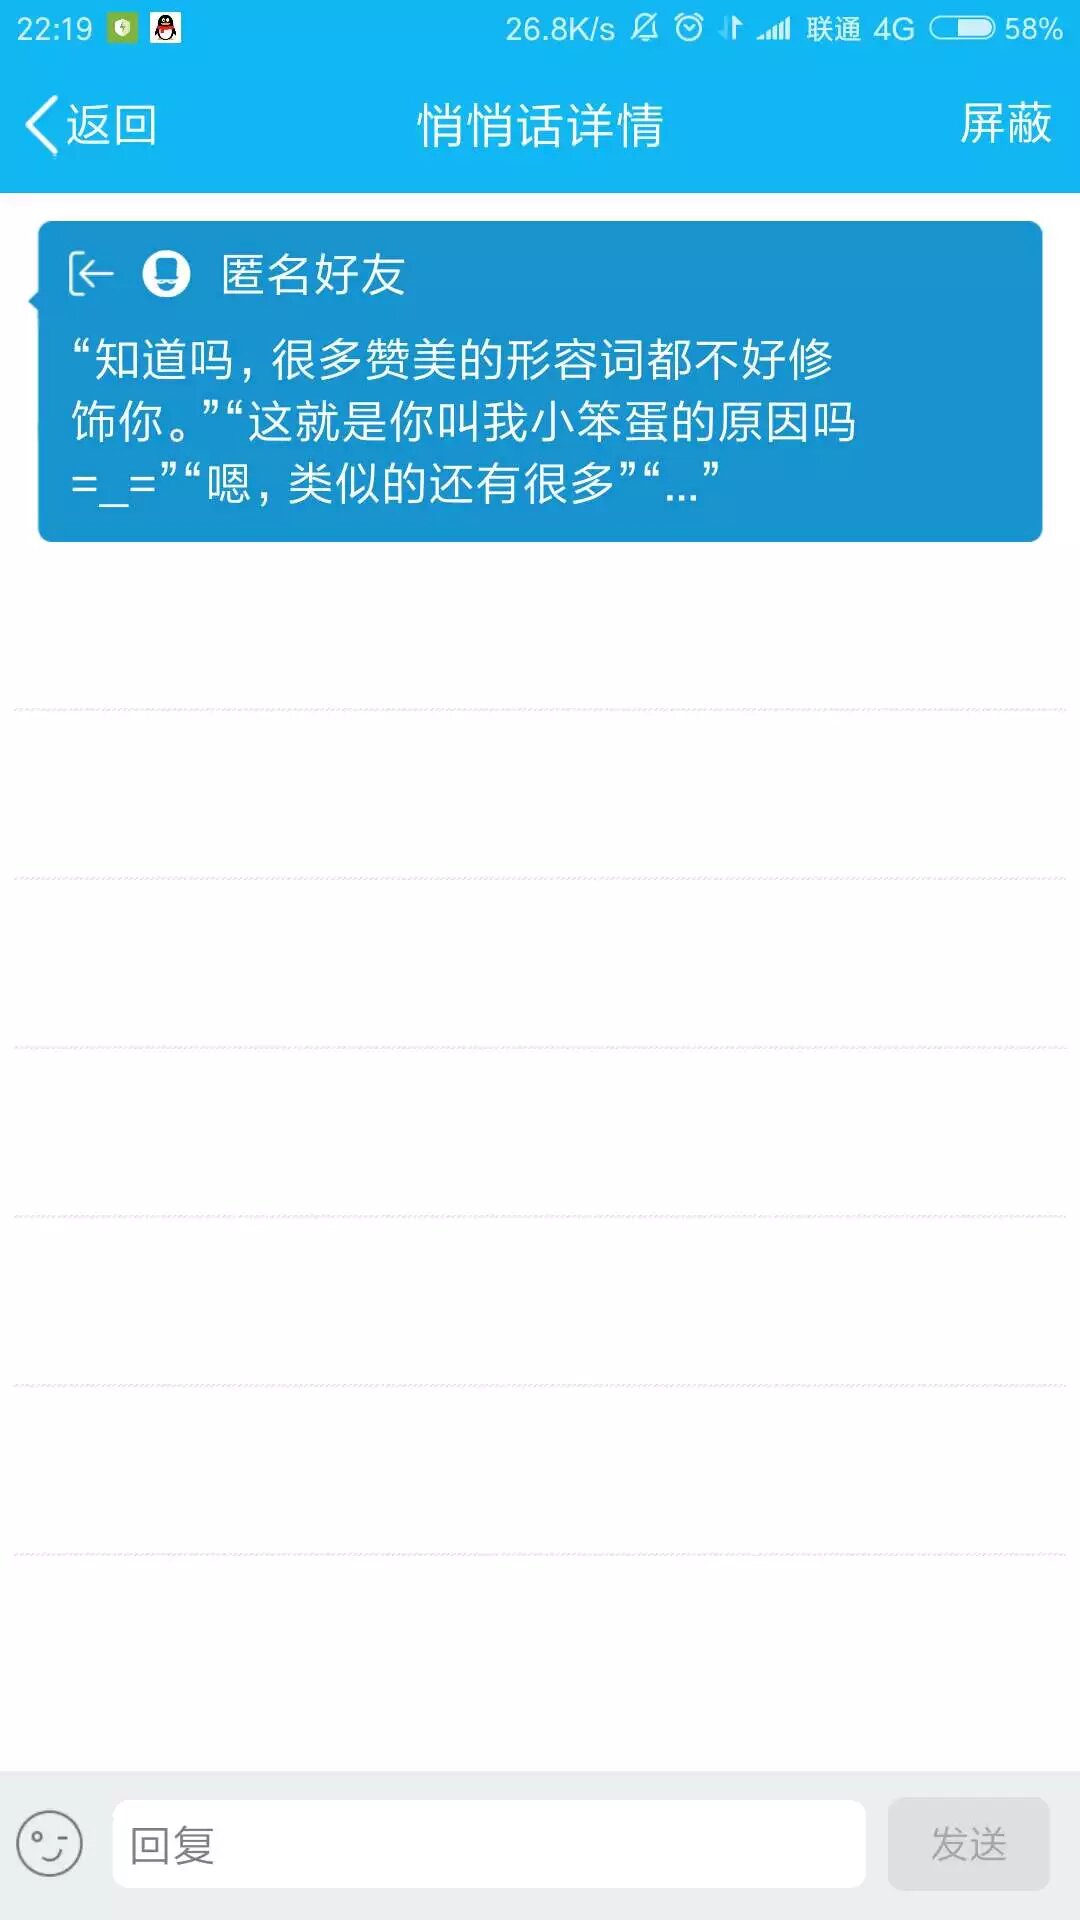 22:19 26.8K/s 联通 4G 58%
返回 悄悄话详情 屏蔽
匿名好友
“知道吗，很多赞美的形容词都不好修
饰你。”“这就是你叫我小笨蛋的原因吗
=_=”“嗯，类似的还有很多”“...”
回复 发送